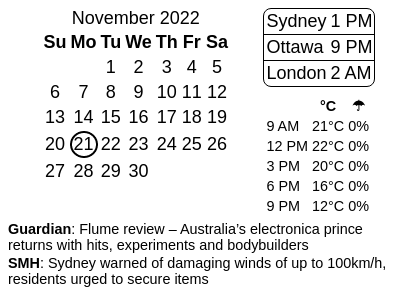 November 2022
Su Mo Tu We Th Fr Sa
1 2 3 4 5
6 7 8 9 10 11 12
13 14 15 16 17 18 19
20 21 22 23 24 25 26
27 28 29 30
Sydney 1 PM
Ottawa 9 PM
London 2 AM
°C ☂
9 AM 21°C 0%
12 PM 22°C 0%
3 PM 20°C 0%
6 PM 16°C 0%
9 PM 12°C 0%
Guardian: Flume review – Australia’s electronica prince
returns with hits, experiments and bodybuilders
SMH: Sydney warned of damaging winds of up to 100km/h,
residents urged to secure items